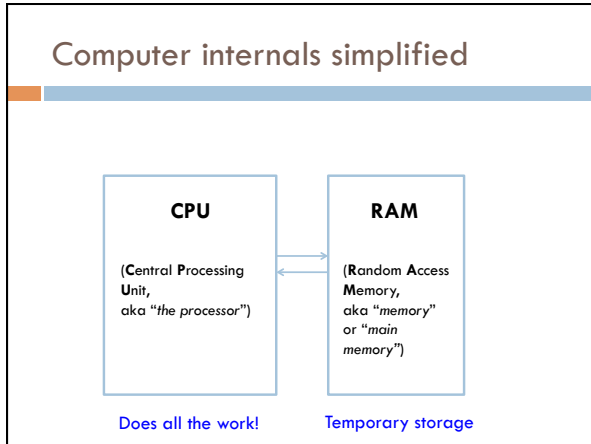 Computer internals simplified
CPU
(Central Processing
Unit,
aka “the processor”)
Does all the work!
RAM
(Random Access
Memory,
aka “memory”
or “main
memory”)
Temporary storage